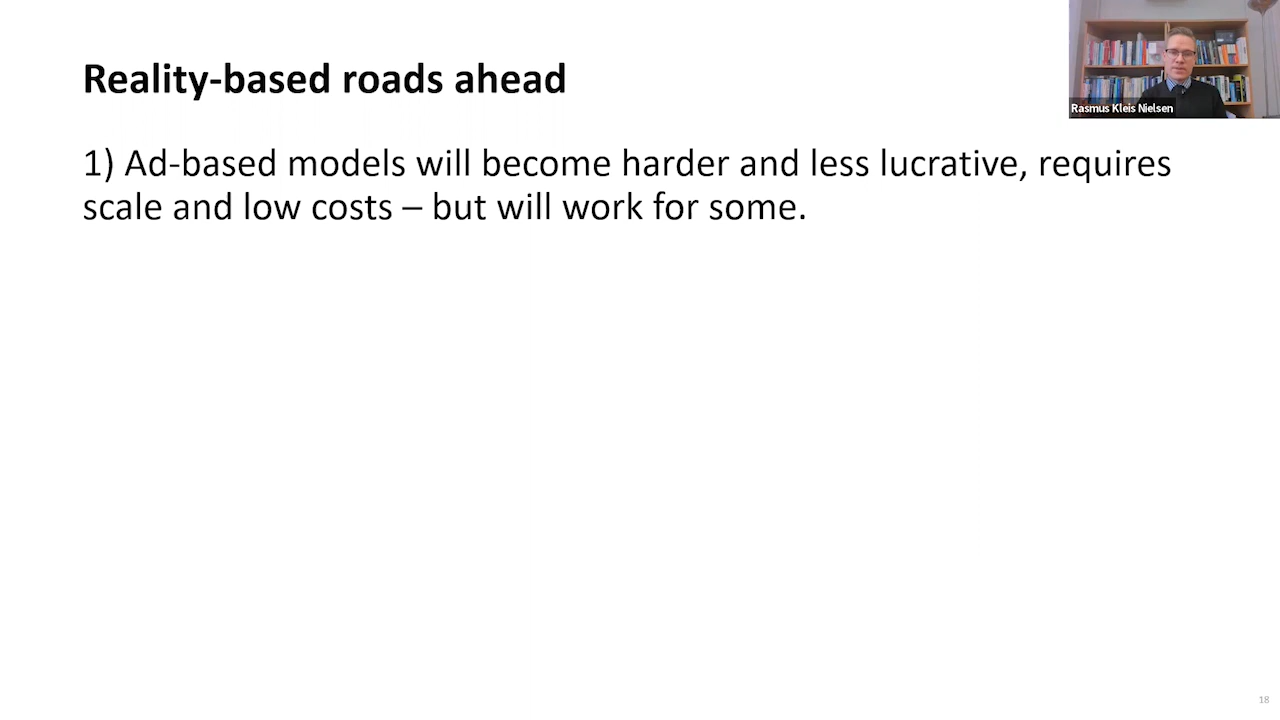 Reality-based roads ahead
Rasmus Kleis Nielsen
1) Ad-based models will become harder and less lucrative, requires
scale and low costs – but will work for some.
18